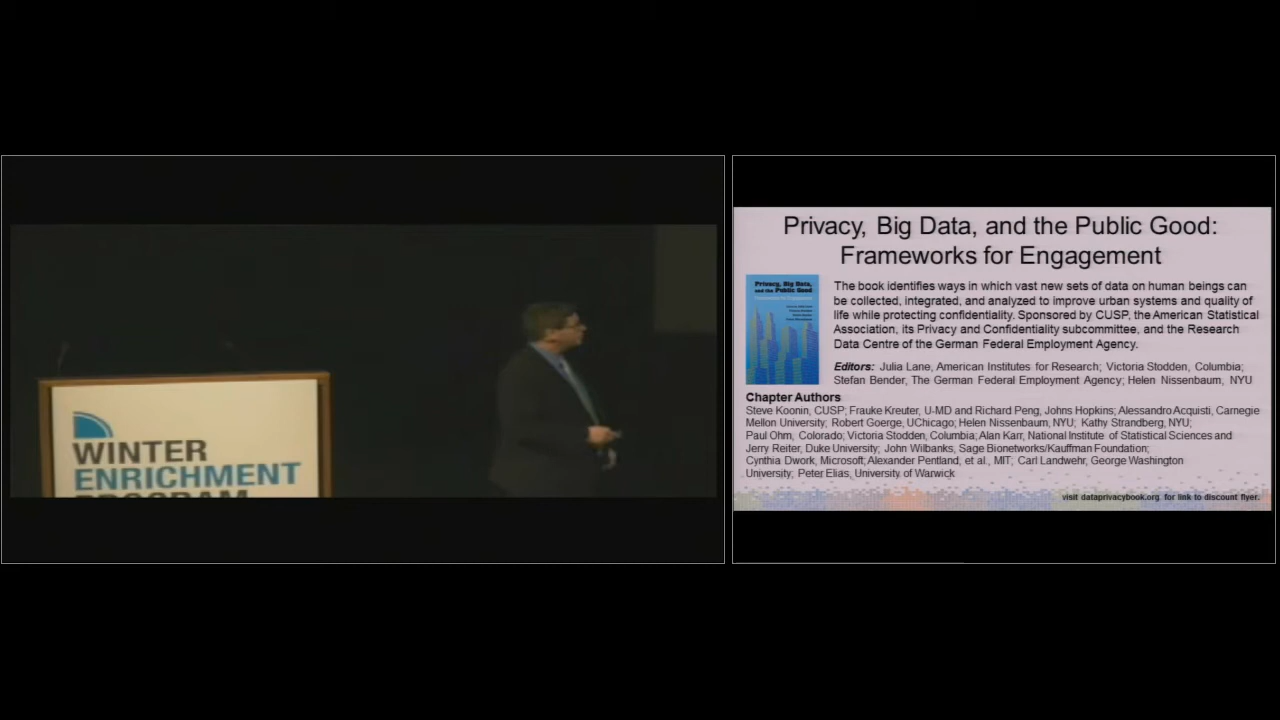 WINTER
ENRICHMENT
PROGRAM
Privacy, Big Data, and the Public Good:
Frameworks for Engagement
Privacy, Big Data,
and the Public Good
The book identifies ways in which vast new sets of data on human beings can
be collected, integrated, and analyzed to improve urban systems and quality of
life while protecting confidentiality. Sponsored by CUSP, the American Statistical
Association, its Privacy and Confidentiality subcommittee, and the Research
Data Centre of the German Federal Employment Agency.
Editors: Julia Lane, American Institutes for Research; Victoria Stodden, Columbia;
Stefan Bender, The German Federal Employment Agency; Helen Nissenbaum, NYU
Chapter Authors
Steve Koonin, CUSP; Frauke Kreuter, U-MD and Richard Peng, Johns Hopkins; Alessandro Acquisti, Carnegie
Mellon University; Robert Goerge, UChicago; Helen Nissenbaum, NYU; Kathy Strandberg, NYU;
Paul Ohm, Colorado; Victoria Stodden, Columbia; Alan Karr, National Institute of Statistical Sciences and
Jerry Reiter, Duke University; John Wilbanks, Sage Bionetworks/Kauffman Foundation;
Cynthia Dwork, Microsoft; Alexander Pentland, et al., MIT; Carl Landwehr, George Washington
University; Peter Elias, University of Warwick
visit dataprivacybook.org for link to discount flyer.